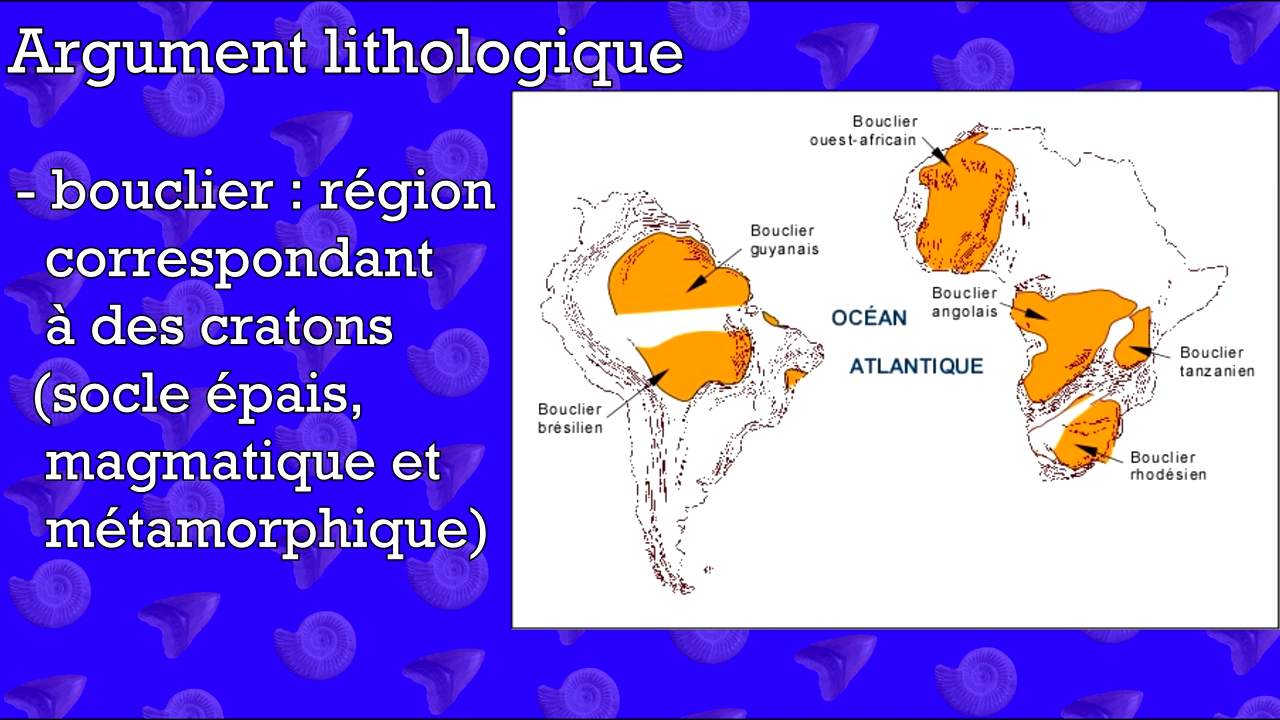 Argument lithologique
- bouclier : région
correspondant
à des cratons
(socle épais,
magmatique et
métamorphique)
Bouclier
ouest-africain
Bouclier
guyanais
OCÉAN
ATLANTIQUE
Bouclier
angolais
Bouclier
tanzanien
Bouclier
brésilien
Bouclier
rhodésien